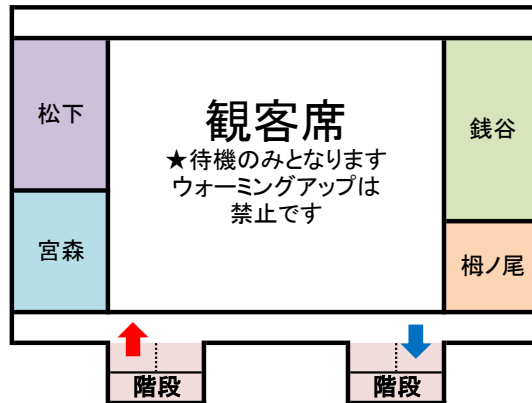 松下
宮森
観客席
★待機のみとなります
ウォーミングアップは
禁止です
銭谷
栂ノ尾
階段
階段